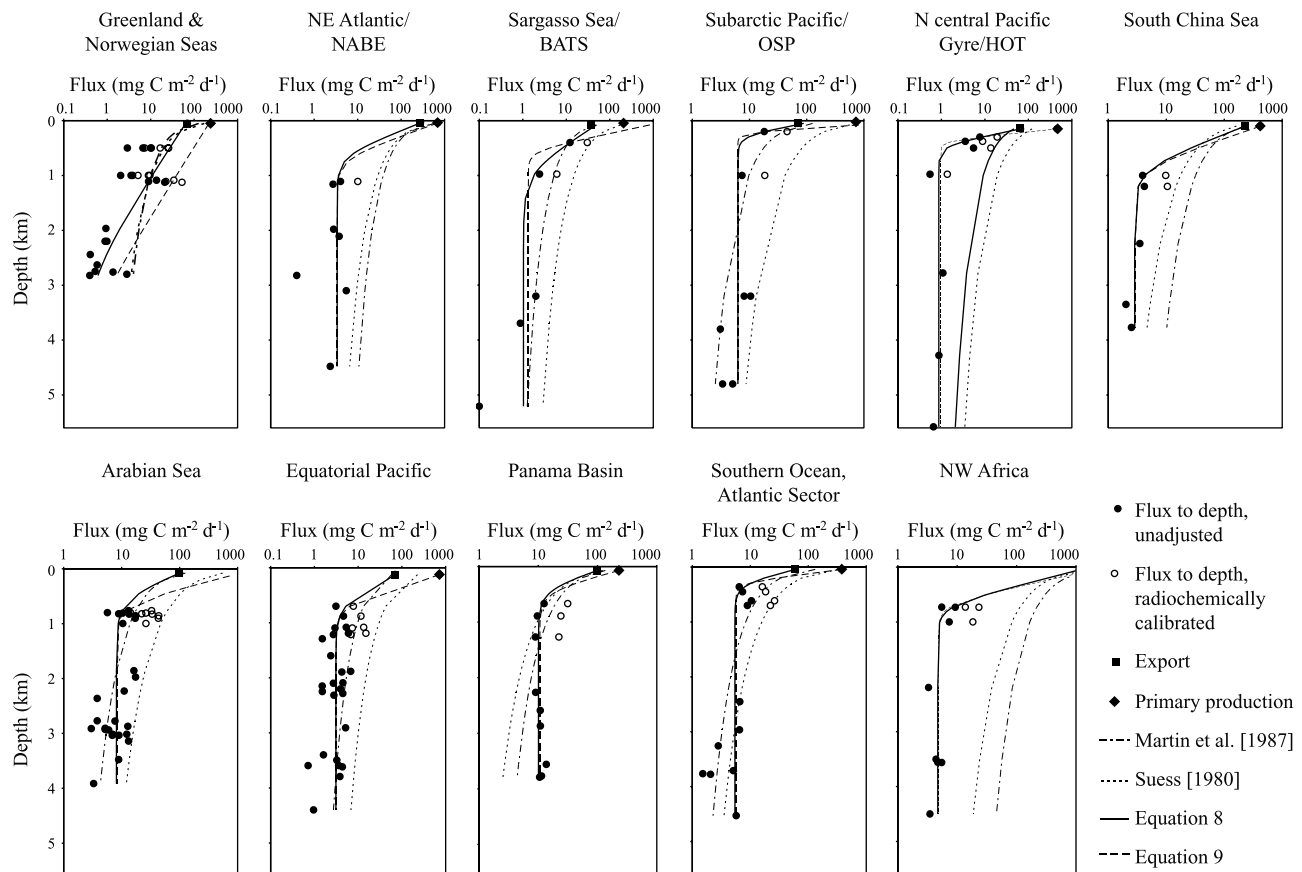 Greenland &
Norwegian Seas
NE Atlantic/
NABE
Sargasso Sea/
BATS
Subarctic Pacific/
OSP
N central Pacific
Gyre/HOT
South China Sea
Flux (mg C m⁻² d⁻¹)
Flux (mg C m⁻² d⁻¹)
Flux (mg C m⁻² d⁻¹)
Flux (mg C m⁻² d⁻¹)
Flux (mg C m⁻² d⁻¹)
Flux (mg C m⁻² d⁻¹)
0.1 1 10 100 1000
0.1 1 10 100 1000
0.1 1 10 100 1000
0.1 1 10 100 1000
0.1 1 10 100 1000
1 10 100 1000
0
1
2
3
4
5
Depth (km)
Arabian Sea
Equatorial Pacific
Panama Basin
Southern Ocean,
Atlantic Sector
NW Africa
Flux (mg C m⁻² d⁻¹)
Flux (mg C m⁻² d⁻¹)
Flux (mg C m⁻² d⁻¹)
Flux (mg C m⁻² d⁻¹)
Flux (mg C m⁻² d⁻¹)
1 10 100 1000
0.1 1 10 100 1000
1 10 100 1000
1 10 100 1000
1 10 100 1000
0
1
2
3
4
5
Depth (km)
Flux to depth,
unadjusted
Flux to depth,
radiochemically
calibrated
Export
Primary production
Martin et al. [1987]
Suess [1980]
Equation 8
Equation 9